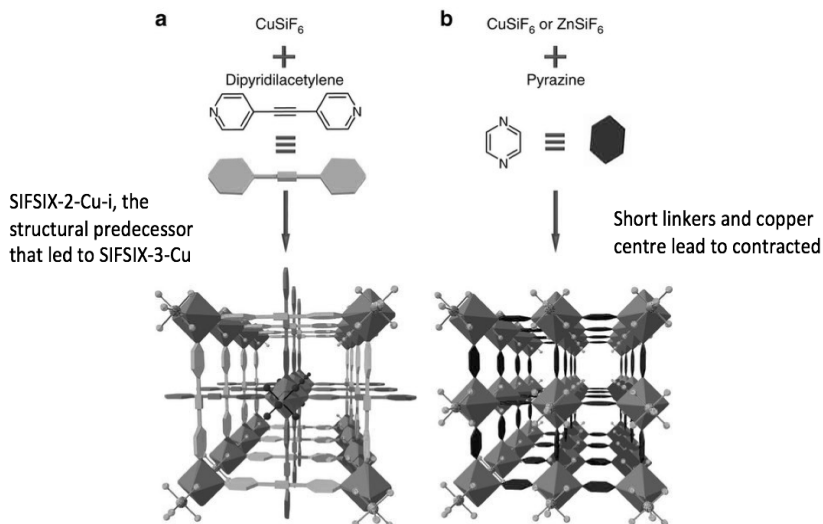 a
CuSiF6
+
Dipyridilacetylene
N
N
≡
SIFSIX-2-Cu-i, the
structural predecessor
that led to SIFSIX-3-Cu
b
CuSiF6 or ZnSiF6
+
Pyrazine
N
N
≡
Short linkers and copper
centre lead to contracted